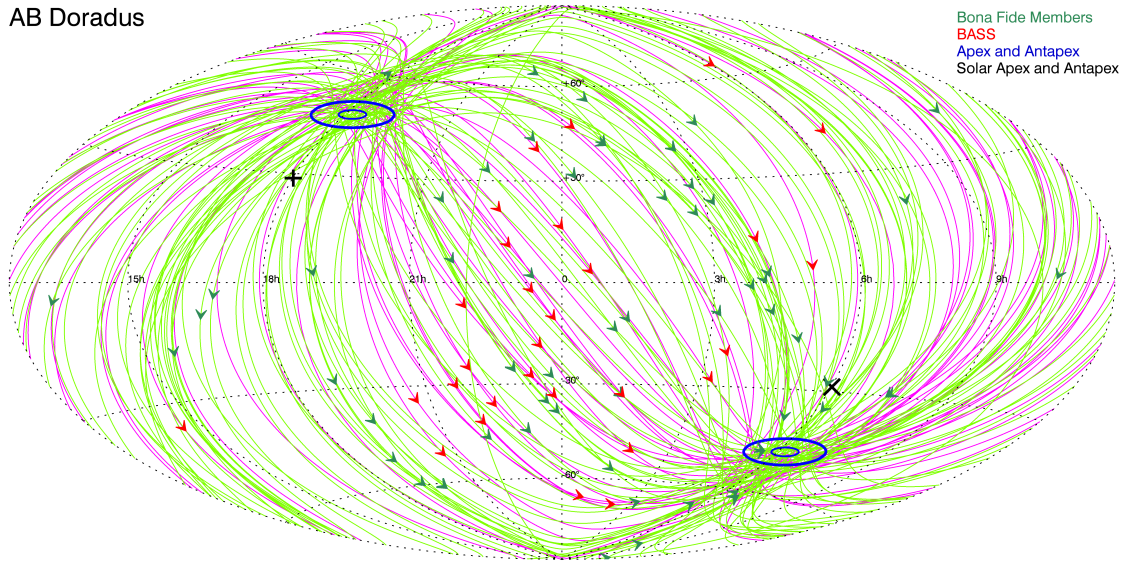 AB Doradus
Bona Fide Members
BASS
Apex and Antapex
Solar Apex and Antapex
+60°
+30°
15h 18h 21h 0 3h 6h 9h
-30°
-60°